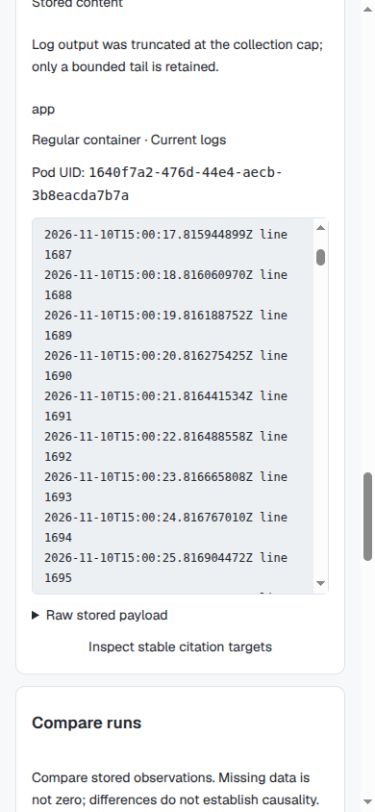 Stored content
Log output was truncated at the collection cap;
only a bounded tail is retained.
app
Regular container · Current logs
Pod UID: 1640f7a2-476d-44e4-aecb-
3b8eacda7b7a
2026-11-10T15:00:17.815944899Z line
1687
2026-11-10T15:00:18.816060970Z line
1688
2026-11-10T15:00:19.816188752Z line
1689
2026-11-10T15:00:20.816275425Z line
1690
2026-11-10T15:00:21.816441534Z line
1691
2026-11-10T15:00:22.816488558Z line
1692
2026-11-10T15:00:23.816665808Z line
1693
2026-11-10T15:00:24.816767010Z line
1694
2026-11-10T15:00:25.816904472Z line
1695
Raw stored payload
Inspect stable citation targets
Compare runs
Compare stored observations. Missing data is
not zero; differences do not establish causality.